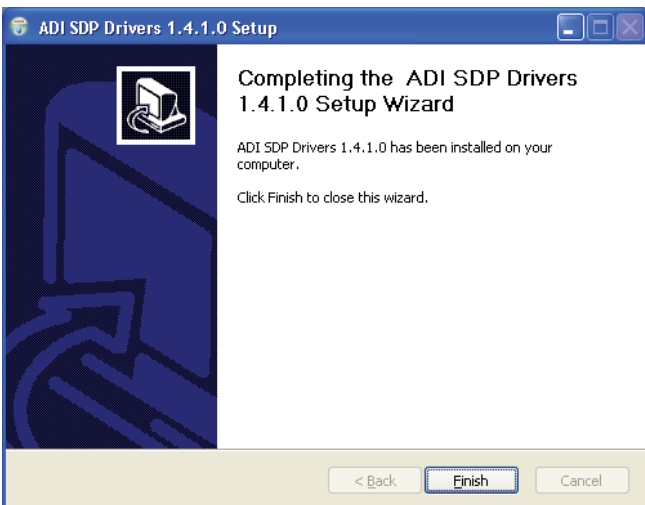 ADI SDP Drivers 1.4.1.0 Setup
Completing the ADI SDP Drivers
1.4.1.0 Setup Wizard
ADI SDP Drivers 1.4.1.0 has been installed on your
computer.
Click Finish to close this wizard.
< Back
Finish
Cancel